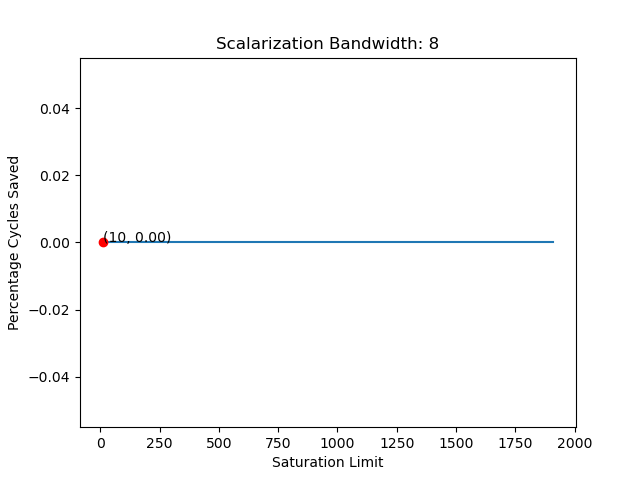 Scalarization Bandwidth: 8
Percentage Cycles Saved
0.04
0.02
0.00
−0.02
−0.04
(10, 0.00)
0 250 500 750 1000 1250 1500 1750 2000
Saturation Limit